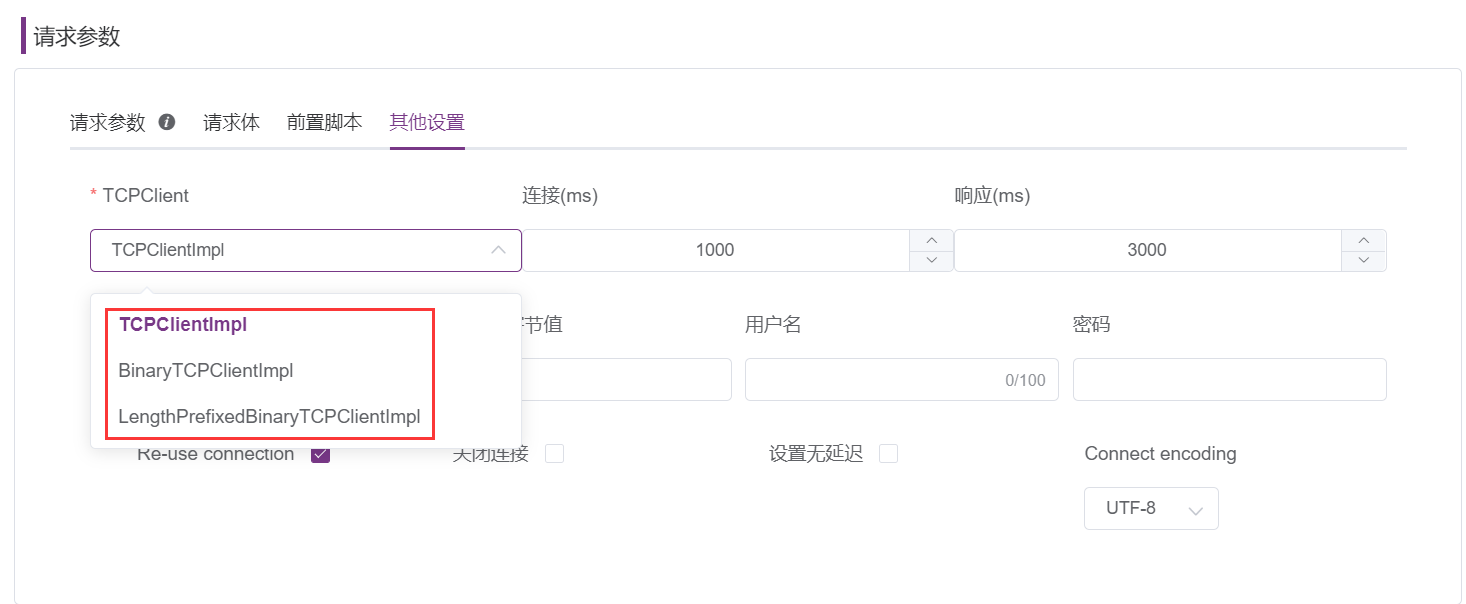 请求参数
请求参数 请求体 前置脚本 其他设置
* TCPClient 连接(ms) 响应(ms)
TCPClientImpl 1000 3000
TCPClientImpl
节值 用户名 密码
BinaryTCPClientImpl
0/100
LengthPrefixedBinaryTCPClientImpl
Re-use connection 关闭连接 设置无延迟 Connect encoding
UTF-8